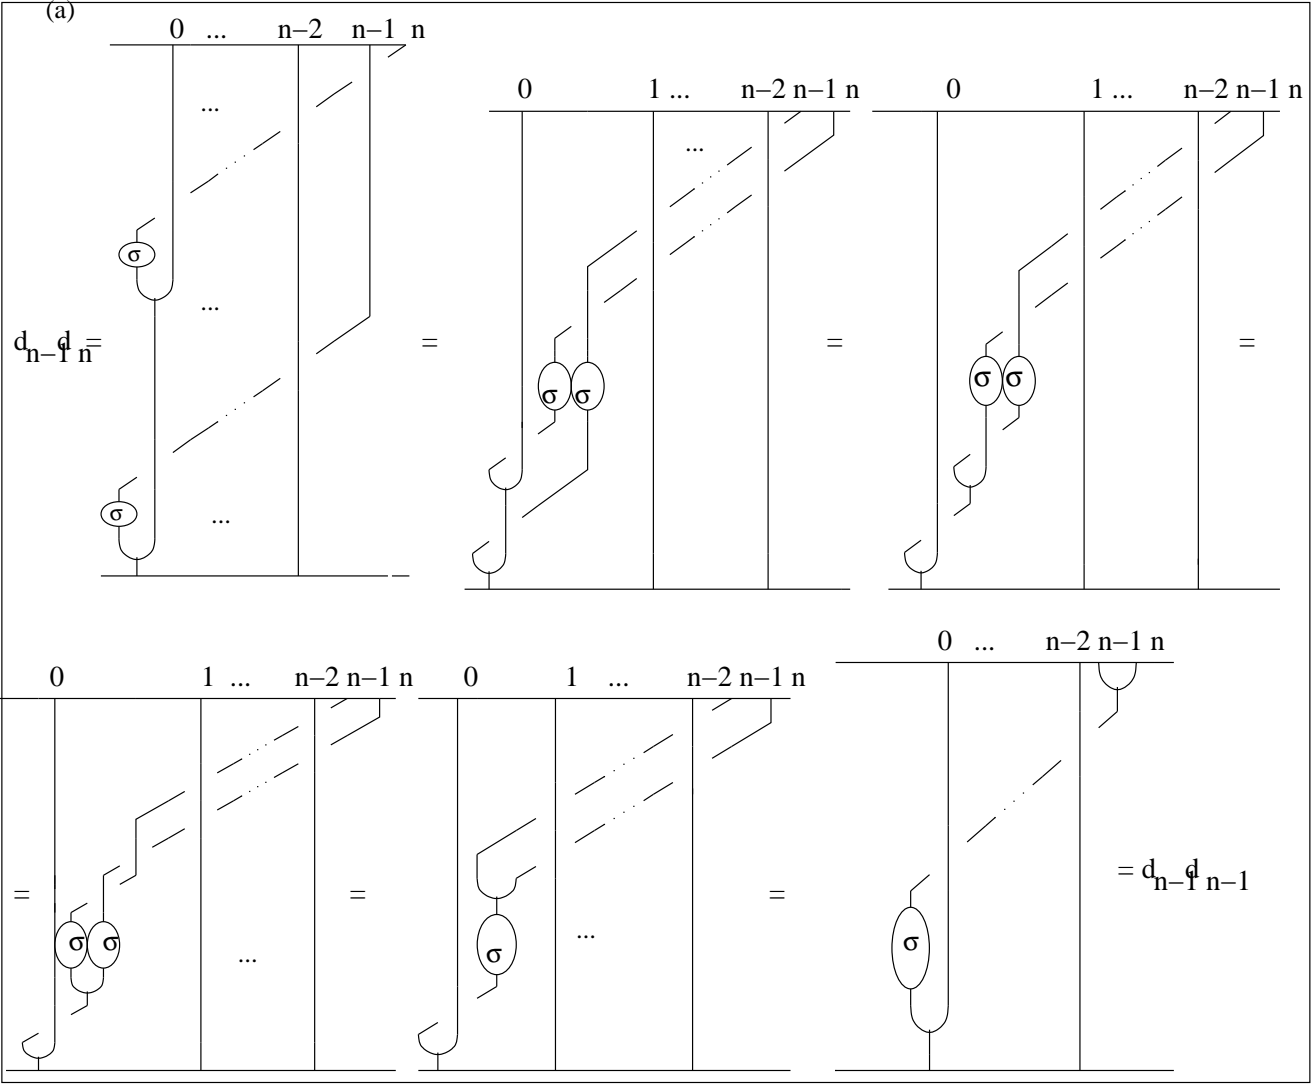 (a)
0 ... n–2 n–1 n
0 1 ... n–2 n–1 n
0 1 ... n–2 n–1 n
...
...
σ
...
d n–1 d n =
=
=
=
σ σ
σ σ
σ
...
0 ... n–2 n–1 n
0 1 ... n–2 n–1 n
0 1 ... n–2 n–1 n
=
=
=
= d n–1 d n–1
σ σ
σ
σ
...
...